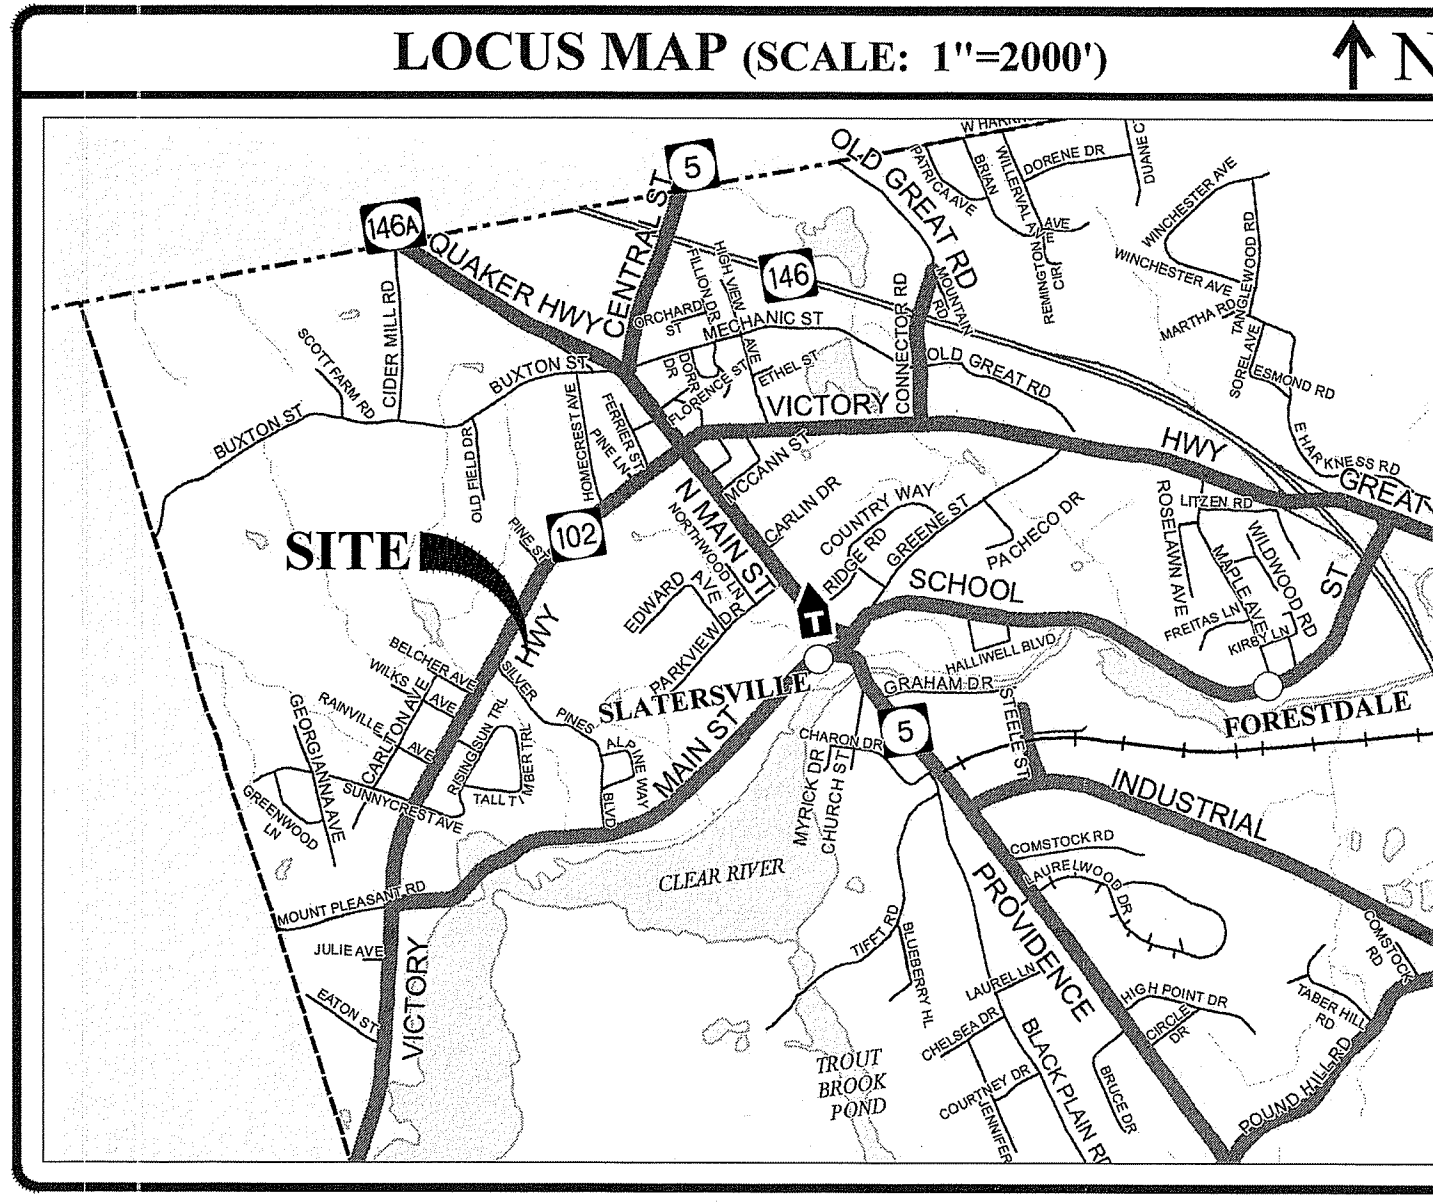 LOCUS MAP (SCALE: 1"=2000')
N
5
146A
QUAKER HWY
CENTRAL ST
OLD GREAT RD
PATRICA AVE
BRIAN
WILLERVAL A
AVE
DORENE DR
DUANE C
WINCHESTER AVE
WINCHESTER AVE
TANGLEWOOD RD
MARTHA RD
REMINGTON E
CIR
146
HIGH VIEW
AVE
FILLION DR
ORCHARD
ST
MECHANIC ST
MOUNTAIN
RD
CONNECTOR RD
OLD GREAT RD
SOREL AVE
ESMOND RD
E HARKNESS RD
CIDER MILL RD
SCOTT FARM RD
BUXTON ST
BUXTON ST
DORR
DR
FLORENCE ST
ETHEL ST
VICTORY
HWY
GREAT
FERRIER ST
PINE LN
HOMECREST AVE
OLD FIELD DR
MCCANN ST
CARLIN DR
N MAIN ST
NORTHWOOD LN
COUNTRY WAY
RIDGE RD
GREENE ST
PACHECO DR
ROSELAWN AVE
LITZEN RD
WILDWOOD RD
MAPLE AVE
FREITAS LN
KIRBY LN
ST
102
PINE ST
SITE
HWY
EDWARD
AVE
PARKVIEW DR
T
SCHOOL
HALLIWELL BLVD
GRAHAM DR
SLATERSVILLE
FORESTDALE
BELCHER AVE
WILKS
AVE
RAINVILLE
AVE
CARLTON AVE
GEORGIANNA AVE
SILVER
PINES
BLVD
RISING SUN TRL
TALL TIMBER TRL
ALPINE WAY
MAIN ST
SUNNYCREST AVE
GREENWOOD
LN
5
CHARON DR
MYRICK DR
CHURCH ST
STEELE ST
INDUSTRIAL
COMSTOCK RD
LAURELWOOD DR
PROVIDENCE
CLEAR RIVER
MOUNT PLEASANT RD
JULIE AVE
EATON ST
VICTORY
TIFFT RD
BLUEBERRY HL
LAUREL LN
CHELSEA DR
COURTNEY DR
JENNIFER
BLACK PLAIN RD
BRUCE DR
HIGH POINT DR
CIRCLE
DR
COMSTOCK
RD
TABER HILL
RD
POUND HILL RD
TROUT
BROOK
POND